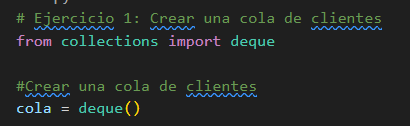 # Ejercicio 1: Crear una cola de clientes
from collections import deque
#Crear una cola de clientes
cola = deque()